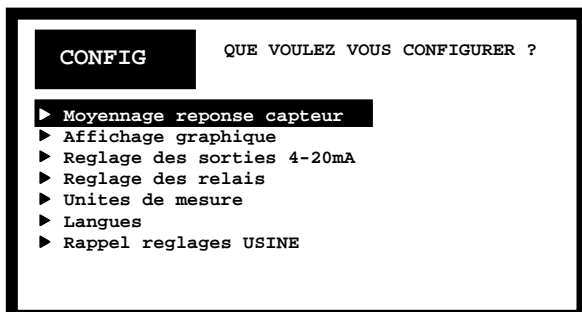 CONFIG
QUE VOULEZ VOUS CONFIGURER ?
Moyennage reponse capteur
Affichage graphique
Reglage des sorties 4-20mA
Reglage des relais
Unites de mesure
Langues
Rappel reglages USINE